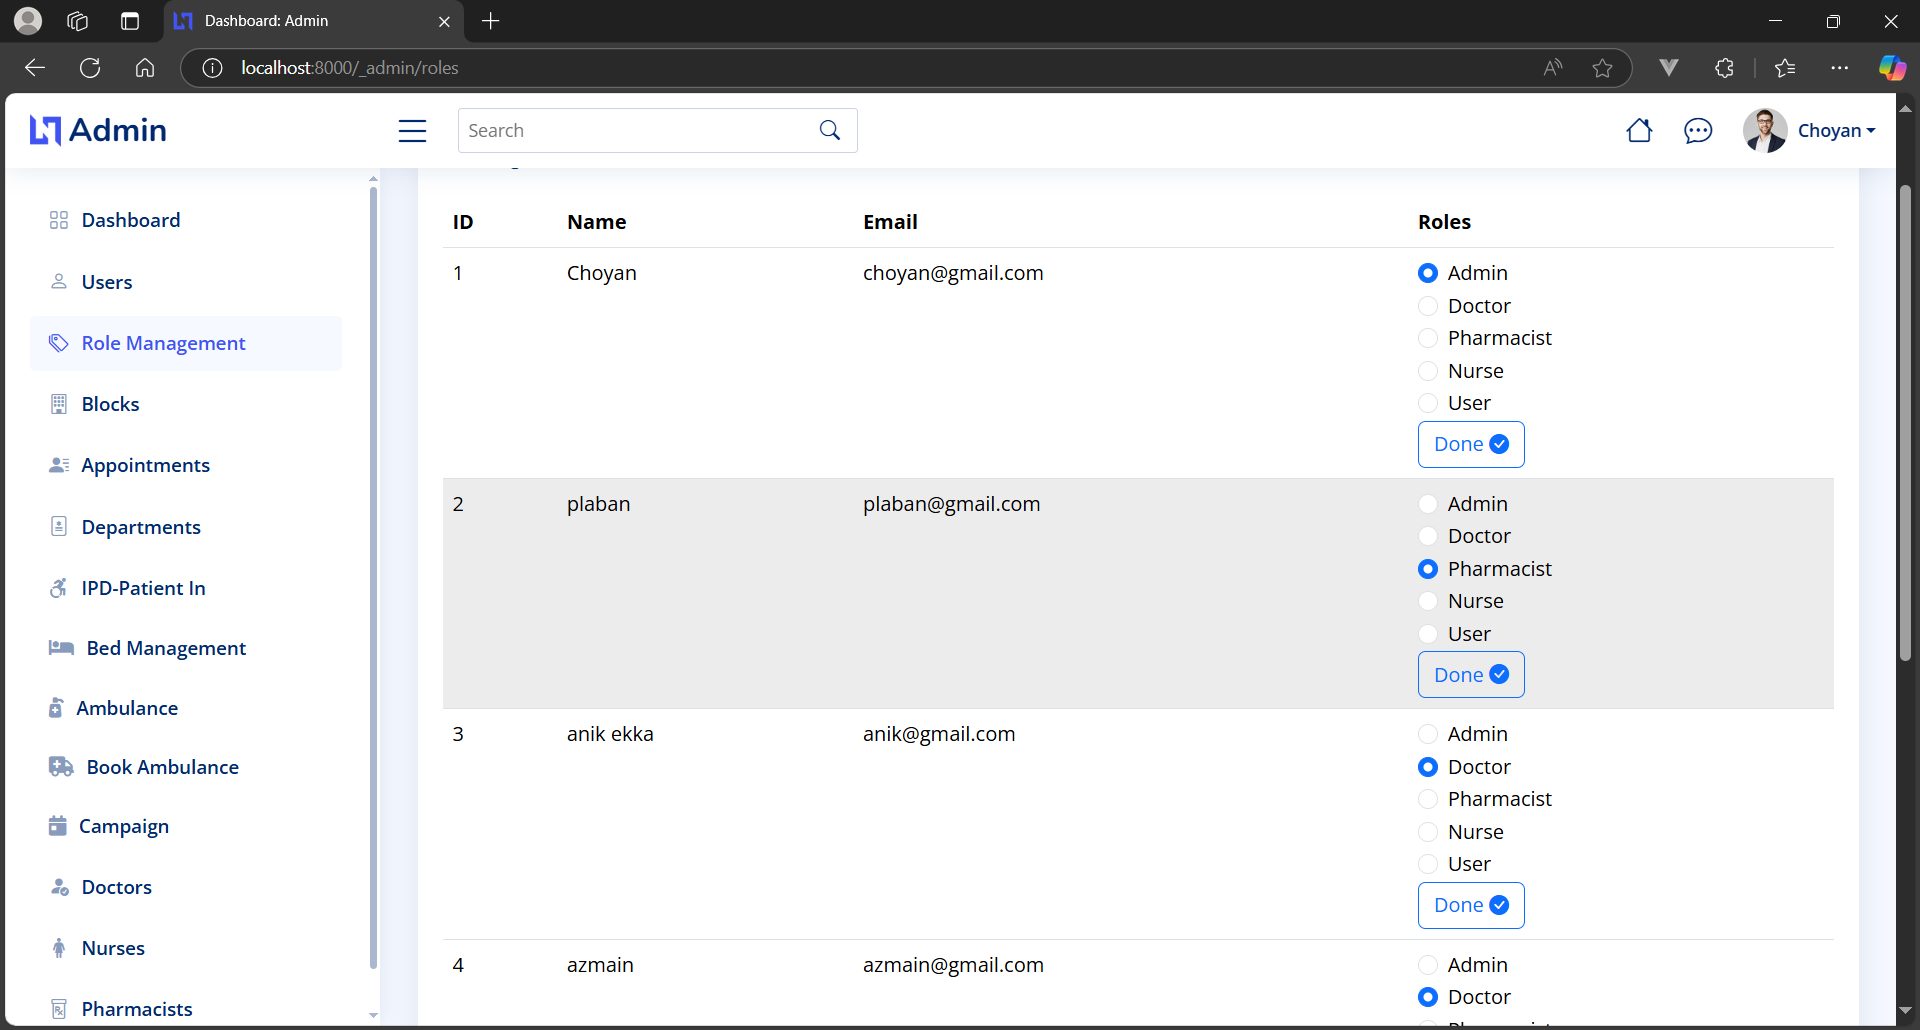 Dashboard: Admin
localhost:8000/_admin/roles
Admin
Search
Choyan
Dashboard
Users
Role Management
Blocks
Appointments
Departments
IPD-Patient In
Bed Management
Ambulance
Book Ambulance
Campaign
Doctors
Nurses
Pharmacists
ID Name Email Roles
1 Choyan choyan@gmail.com Admin
Doctor
Pharmacist
Nurse
User
Done
2 plaban plaban@gmail.com Admin
Doctor
Pharmacist
Nurse
User
Done
3 anik ekka anik@gmail.com Admin
Doctor
Pharmacist
Nurse
User
Done
4 azmain azmain@gmail.com Admin
Doctor